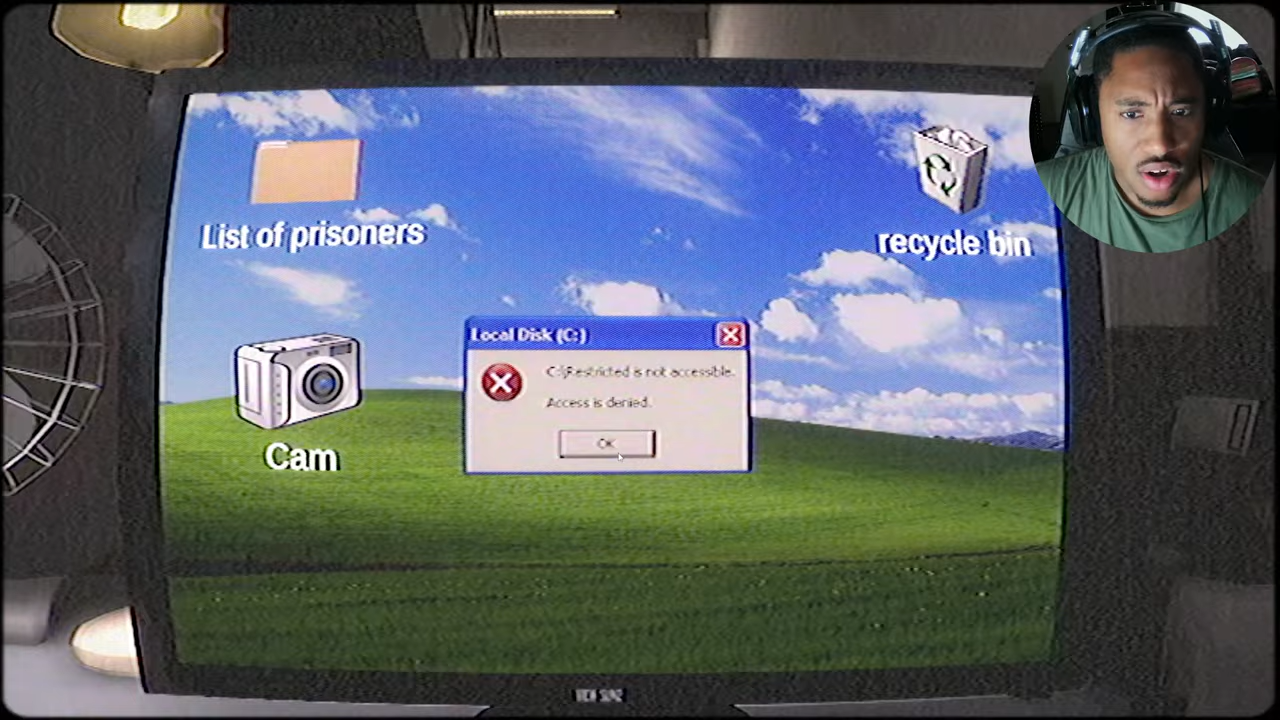 List of prisoners
recycle bin
Local Disk (C:)
C:\Restricted is not accessible.
Access is denied.
OK
Cam